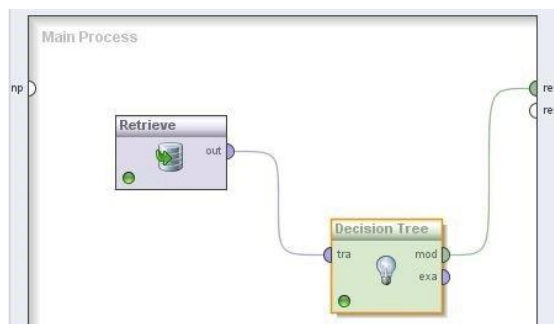 Main Process
np
re
re
Retrieve
out
Decision Tree
tra
mod
exa